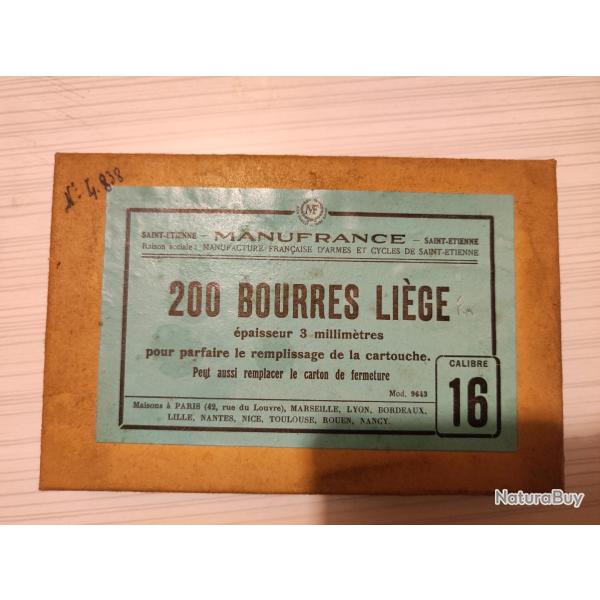 N: 4.838
MF
SAINT-ETIENNE - MANUFRANCE - SAINT-ETIENNE
Raison sociale : MANUFACTURE FRANÇAISE D'ARMES ET CYCLES DE SAINT-ETIENNE
200 BOURRES LIÈGE
épaisseur 3 millimètres
pour parfaire le remplissage de la cartouche.
Peut aussi remplacer le carton de fermeture
Mod. 9643
CALIBRE
16
Maisons à PARIS (42, rue du Louvre), MARSEILLE, LYON, BORDEAUX,
LILLE, NANTES, NICE, TOULOUSE, ROUEN, NANCY.
NaturaBuy